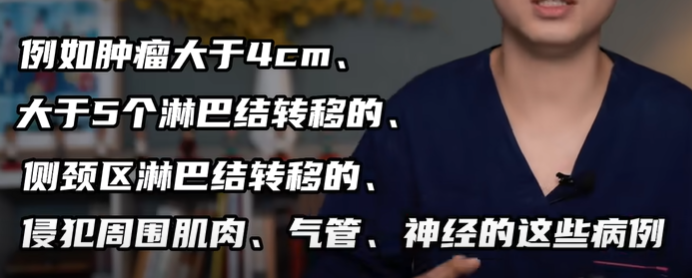 例如肿瘤大于4cm、
大于5个淋巴结转移的、
侧颈区淋巴结转移的、
侵犯周围肌肉、气管、神经的这些病例